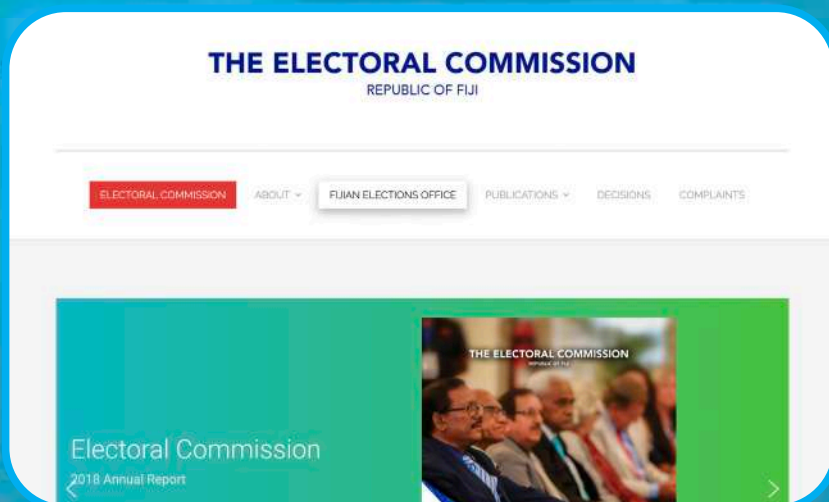 THE ELECTORAL COMMISSION
REPUBLIC OF FIJI
ELECTORAL COMMISSION ABOUT FIJIAN ELECTIONS OFFICE PUBLICATIONS DECISIONS COMPLAINTS
THE ELECTORAL COMMISSION
REPUBLIC OF FIJI
Electoral Commission
2018 Annual Report